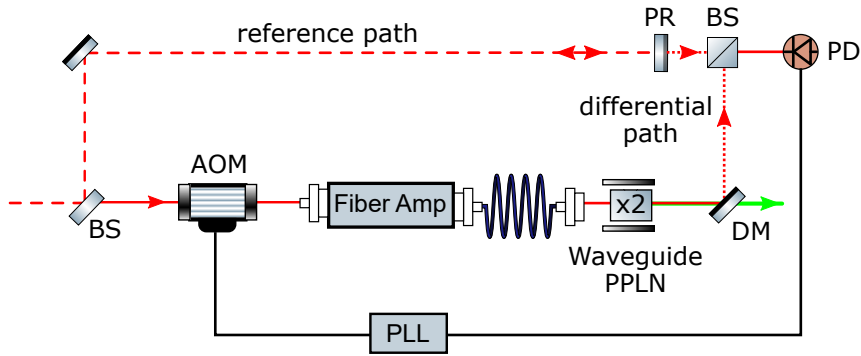 PR
BS
reference path
PD
differential
path
AOM
Fiber Amp
x2
BS
DM
Waveguide
PPLN
PLL